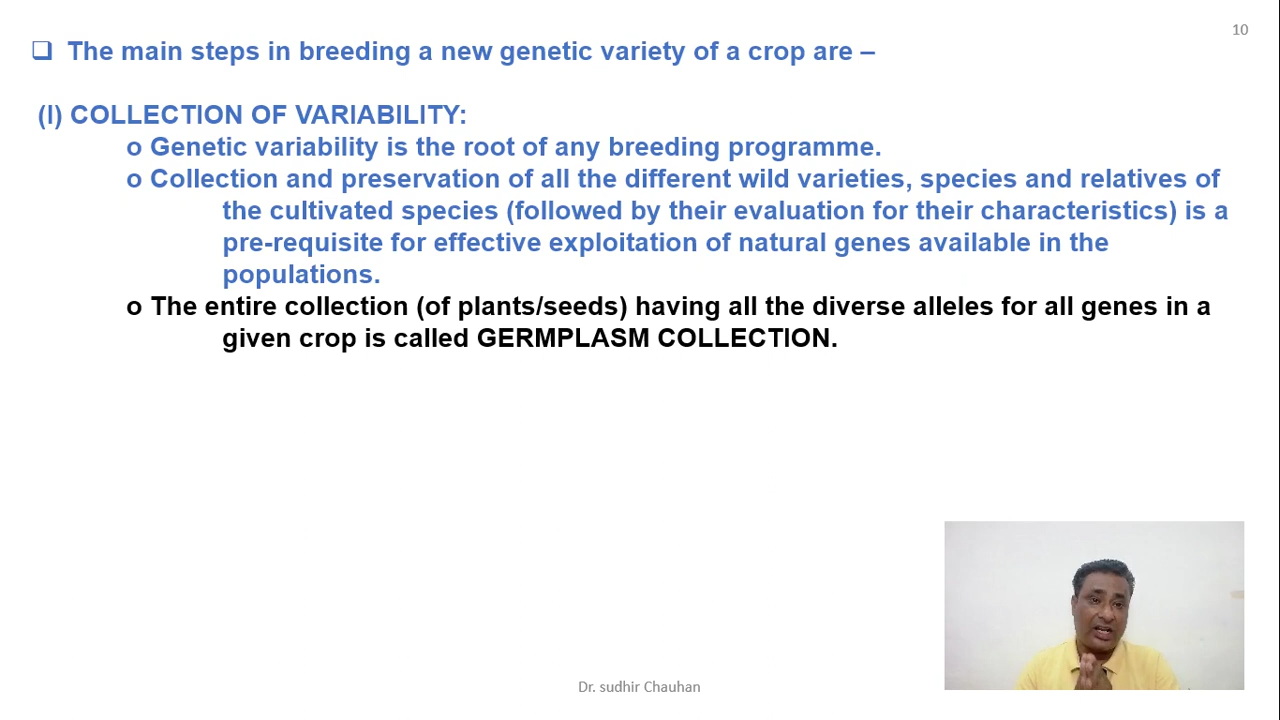 10
❑ The main steps in breeding a new genetic variety of a crop are –
(I) COLLECTION OF VARIABILITY:
o Genetic variability is the root of any breeding programme.
o Collection and preservation of all the different wild varieties, species and relatives of
the cultivated species (followed by their evaluation for their characteristics) is a
pre-requisite for effective exploitation of natural genes available in the
populations.
o The entire collection (of plants/seeds) having all the diverse alleles for all genes in a
given crop is called GERMPLASM COLLECTION.
Dr. sudhir Chauhan